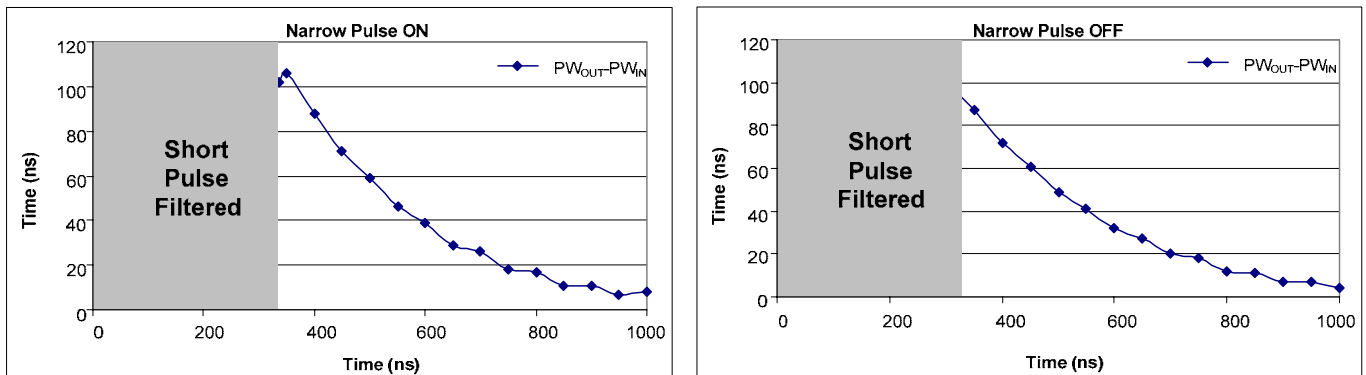 Narrow Pulse ON
120
100
80
60
40
20
0
Time (ns)
Short
Pulse
Filtered
PWOUT-PWIN
0 200 400 600 800 1000
Time (ns)
Narrow Pulse OFF
120
100
80
60
40
20
0
Time (ns)
Short
Pulse
Filtered
PWOUT-PWIN
0 200 400 600 800 1000
Time (ns)